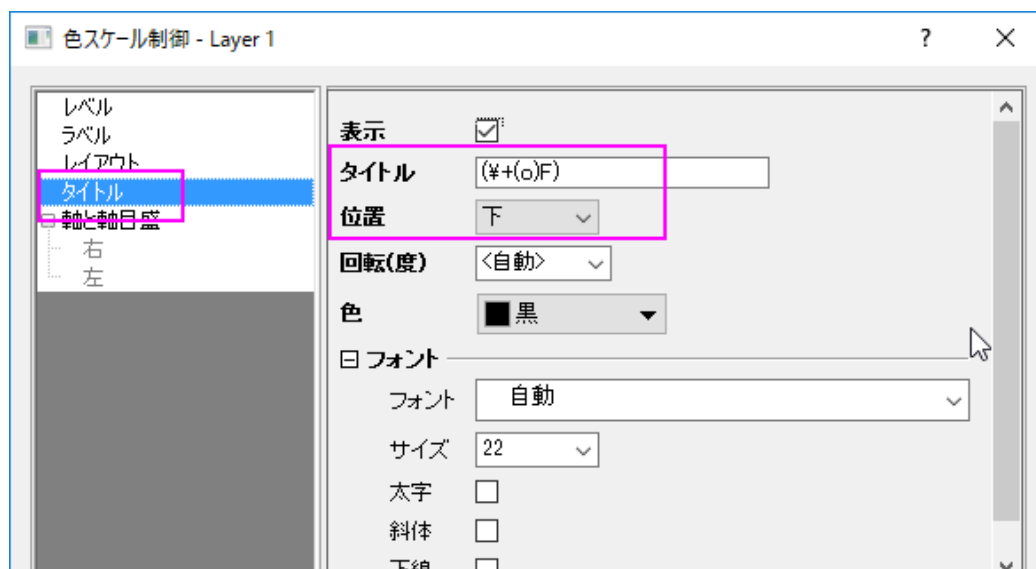 色スケール制御 - Layer 1
?
レベル
ラベル
レイアウト
タイトル
軸と軸目盛
右
左
表示
タイトル (¥+(o)F)
位置 下
回転(度) <自動>
色 黒
フォント
フォント 自動
サイズ 22
太字
斜体
下線